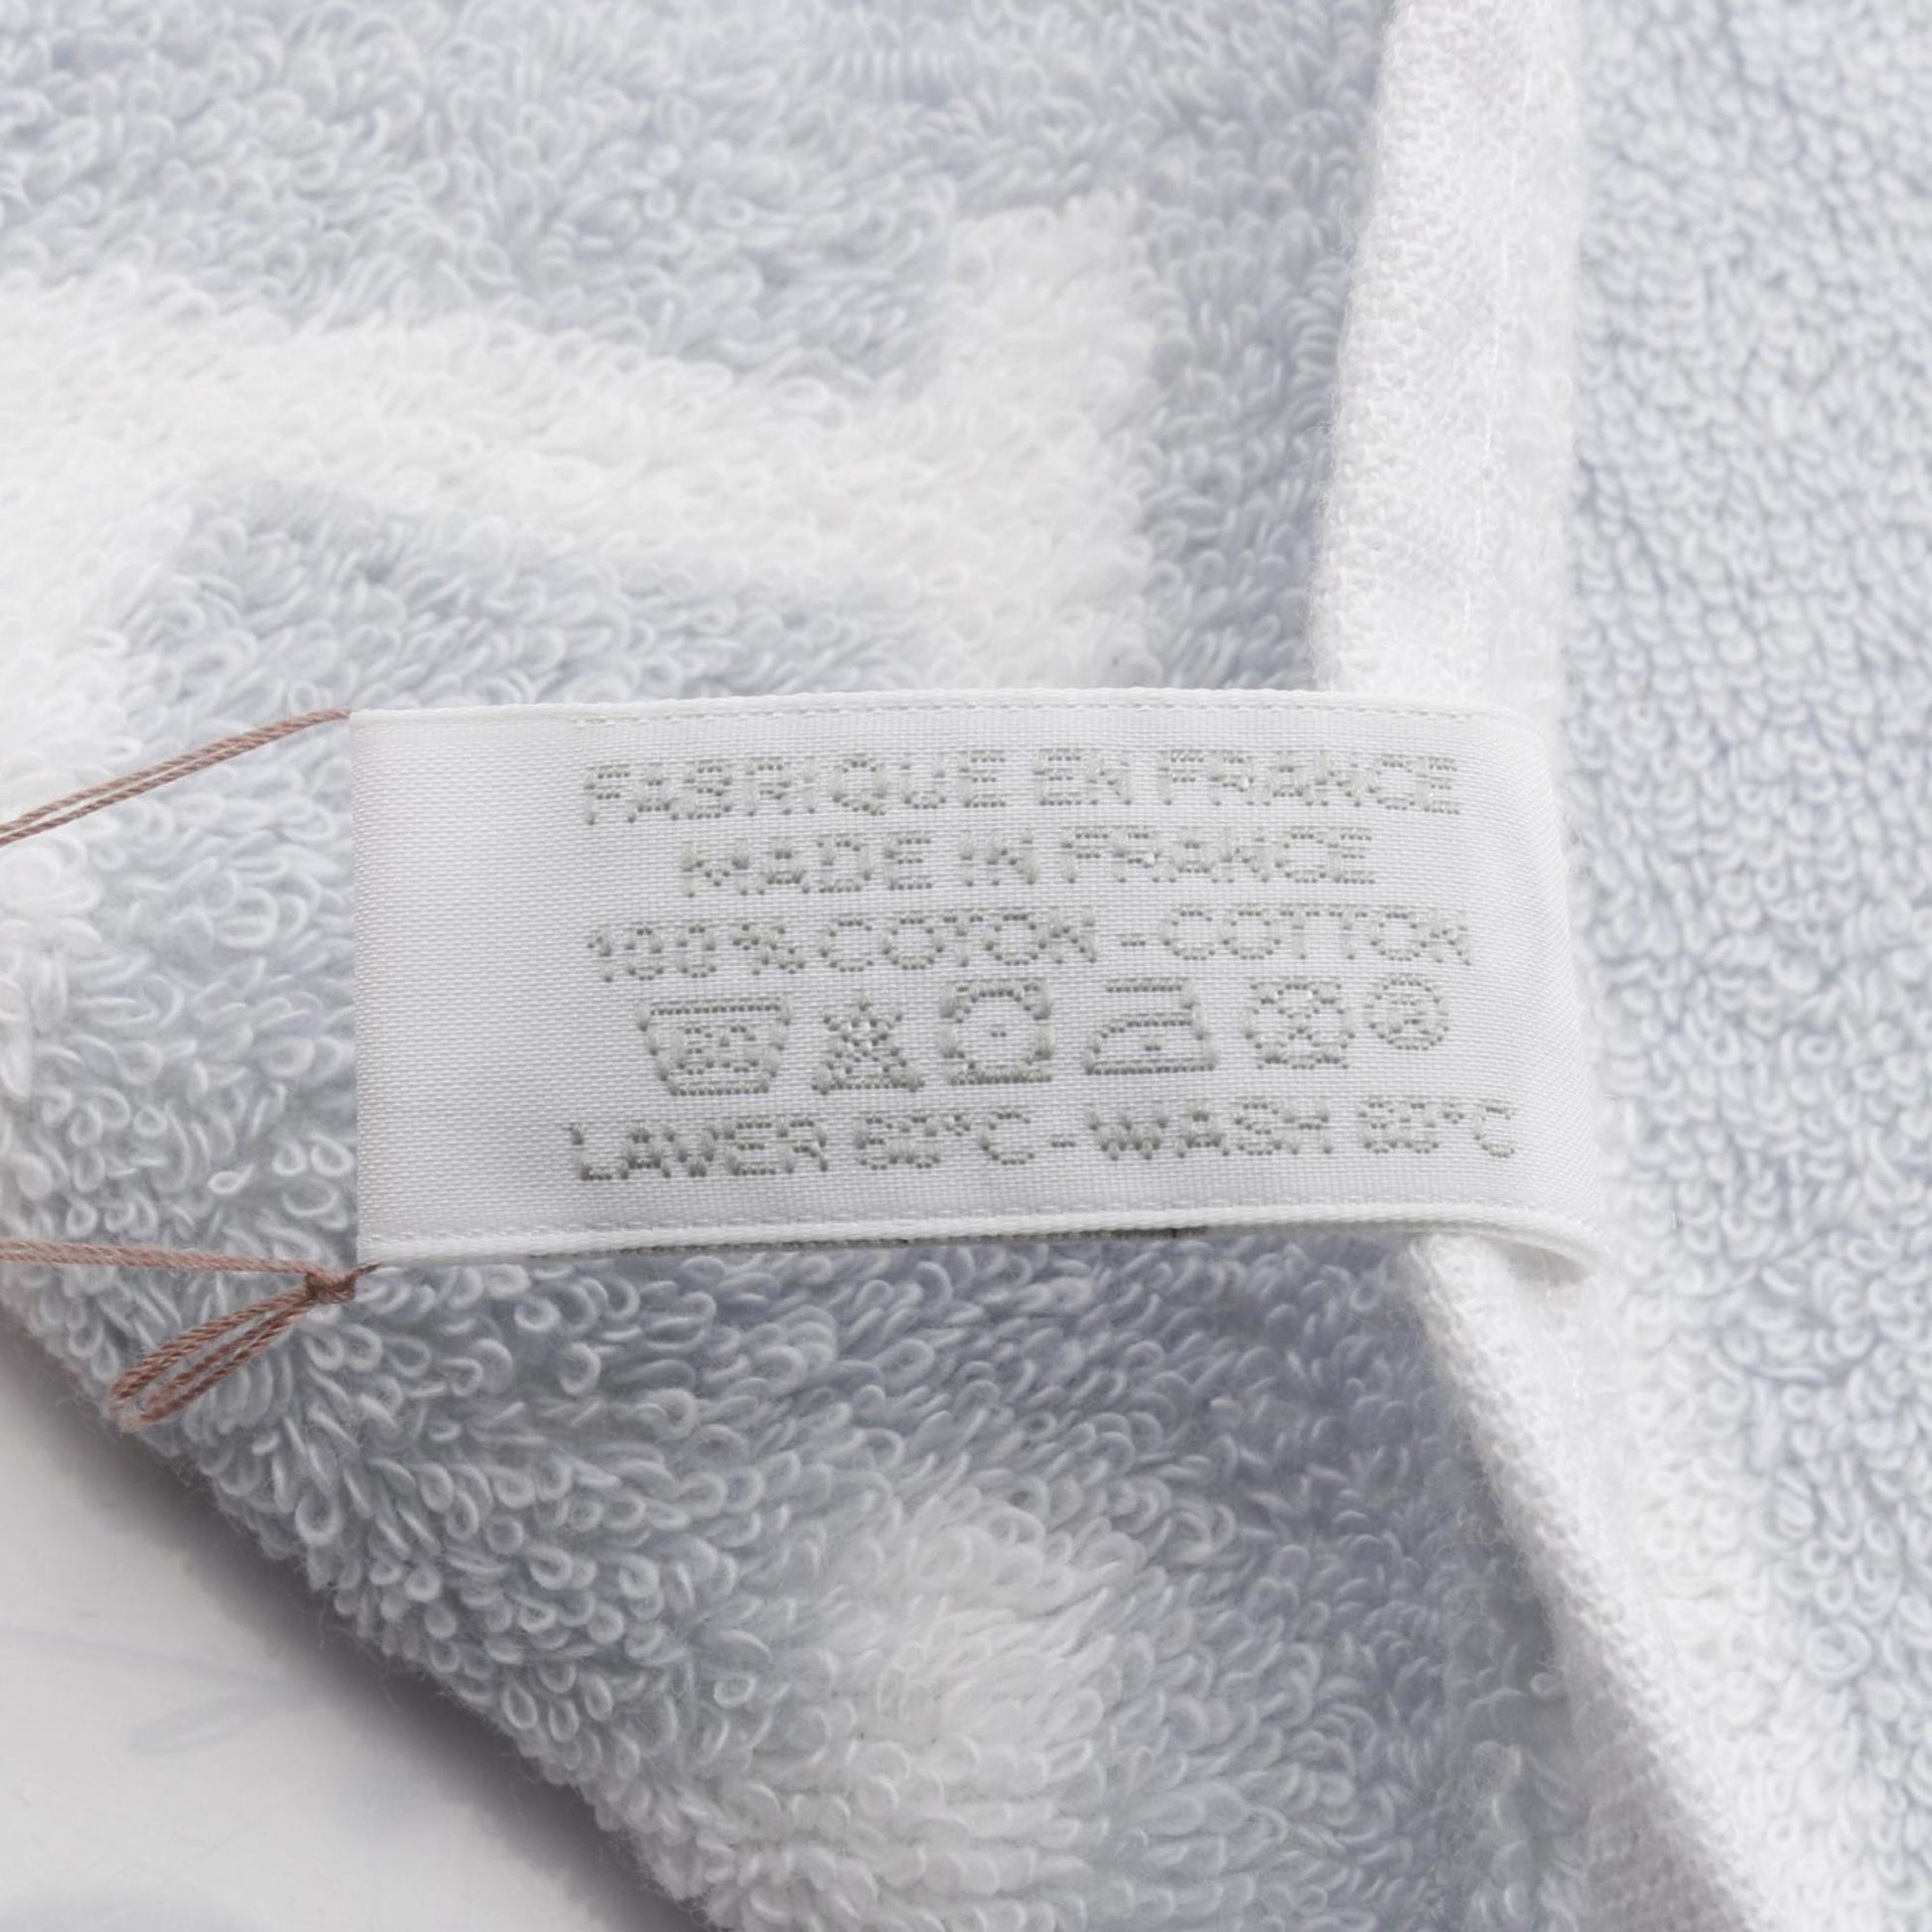 FABRIQUE EN FRANCE
MADE IN FRANCE
100% COTON - COTTON
LAVER 60°C - WASH 60°C